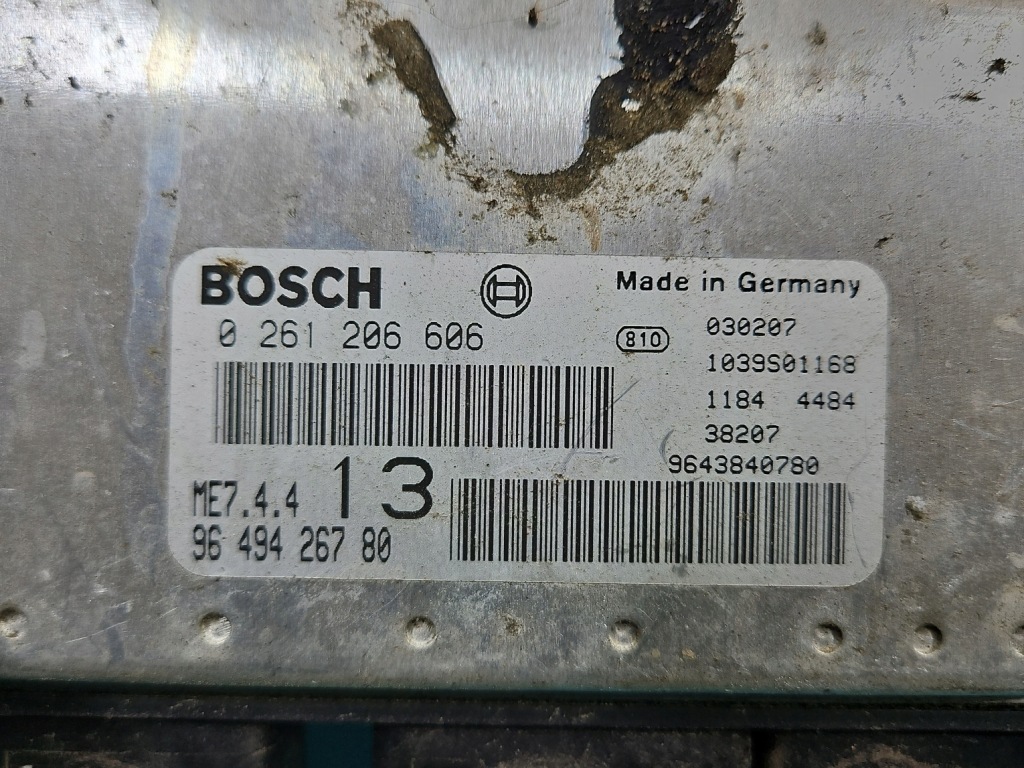 BOSCH
Made in Germany
0 261 206 606
810
030207
1039S01168
1184 4484
38207
9643840780
ME7.4.4 13
96 494 267 80